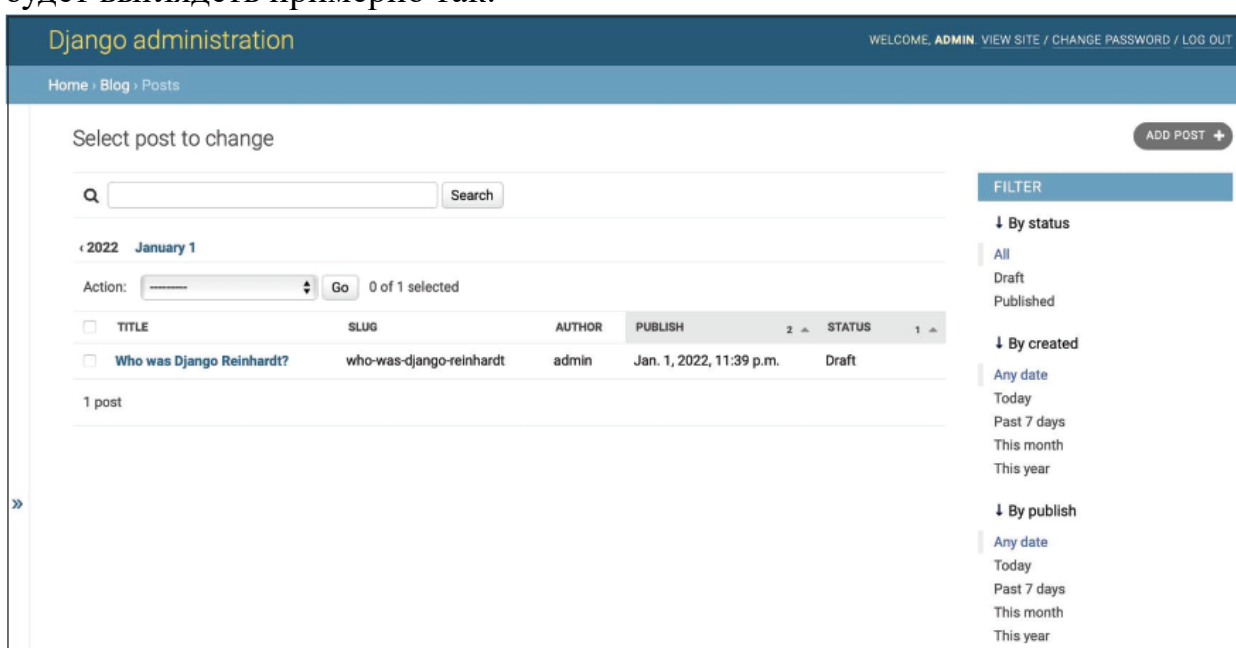 будет выглядеть примерно так:
Django administration
WELCOME, ADMIN. VIEW SITE / CHANGE PASSWORD / LOG OUT
Home › Blog › Posts
Select post to change
ADD POST +
Search
‹ 2022 January 1
Action: --------- Go 0 of 1 selected
TITLE SLUG AUTHOR PUBLISH 2 STATUS 1
Who was Django Reinhardt? who-was-django-reinhardt admin Jan. 1, 2022, 11:39 p.m. Draft
1 post
»
FILTER
↓ By status
All
Draft
Published
↓ By created
Any date
Today
Past 7 days
This month
This year
↓ By publish
Any date
Today
Past 7 days
This month
This year